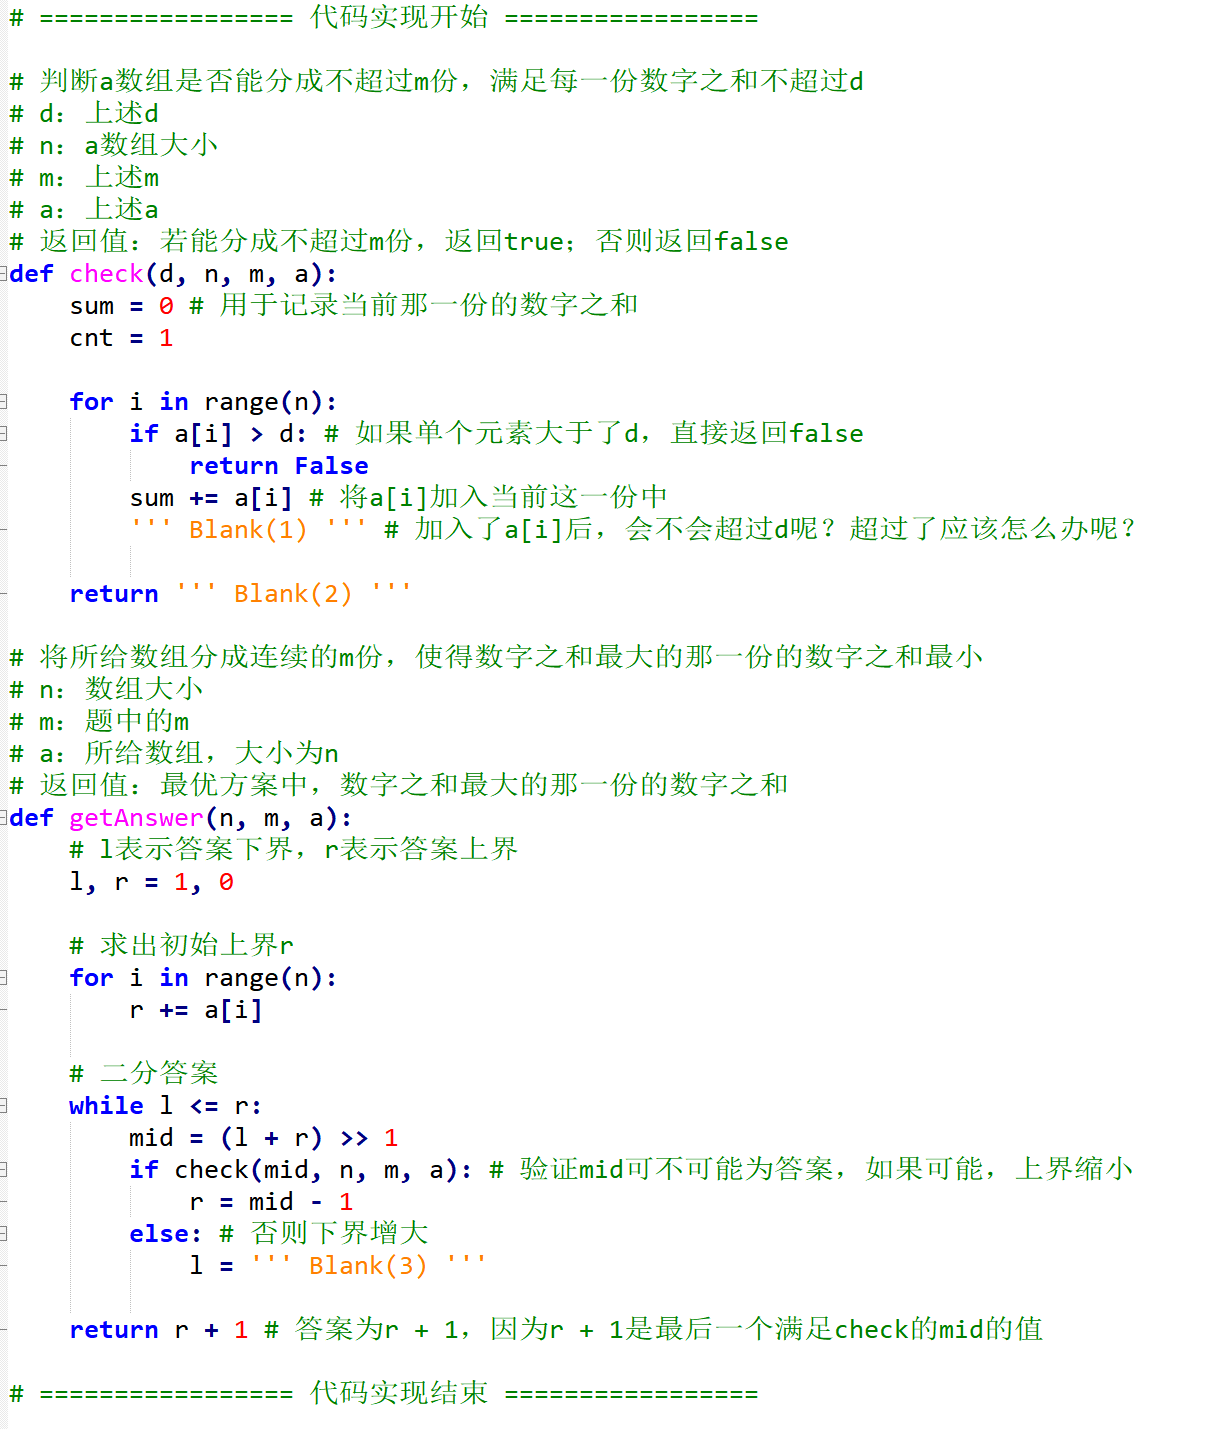 # ================= 代码实现开始 =================
# 判断a数组是否能分成不超过m份，满足每一份数字之和不超过d
# d：上述d
# n：a数组大小
# m：上述m
# a：上述a
# 返回值：若能分成不超过m份，返回true；否则返回false
def check(d, n, m, a):
    sum = 0 # 用于记录当前那一份的数字之和
    cnt = 1
    for i in range(n):
        if a[i] > d: # 如果单个元素大于了d，直接返回false
            return False
        sum += a[i] # 将a[i]加入当前这一份中
        ''' Blank(1) ''' # 加入了a[i]后，会不会超过d呢？超过了应该怎么办呢？
    return ''' Blank(2) '''
# 将所给数组分成连续的m份，使得数字之和最大的那一份的数字之和最小
# n：数组大小
# m：题中的m
# a：所给数组，大小为n
# 返回值：最优方案中，数字之和最大的那一份的数字之和
def getAnswer(n, m, a):
    # l表示答案下界，r表示答案上界
    l, r = 1, 0
    # 求出初始上界r
    for i in range(n):
        r += a[i]
    # 二分答案
    while l <= r:
        mid = (l + r) >> 1
        if check(mid, n, m, a): # 验证mid可不可能为答案，如果可能，上界缩小
            r = mid - 1
        else: # 否则下界增大
            l = ''' Blank(3) '''
    return r + 1 # 答案为r + 1，因为r + 1是最后一个满足check的mid的值
# ================= 代码实现结束 =================